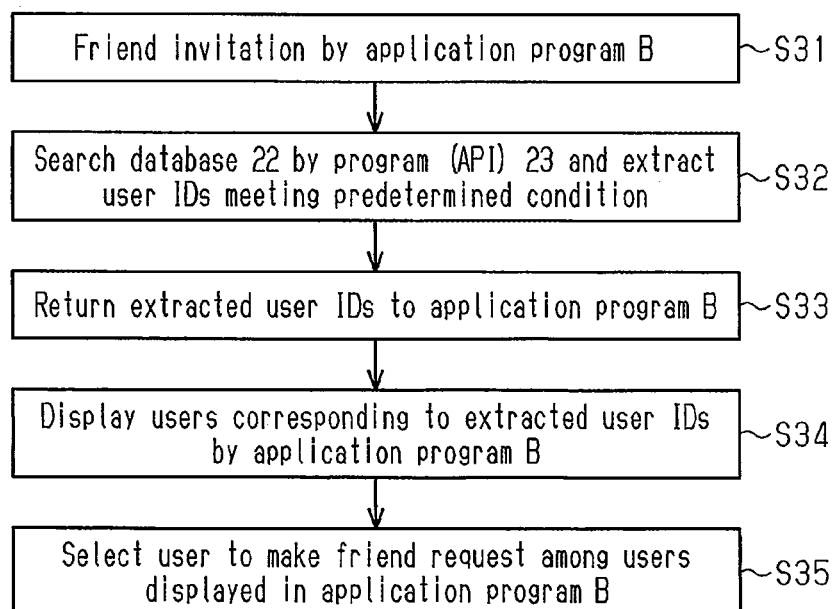 Friend invitation by application program B
S31
Search database 22 by program (API) 23 and extract
user IDs meeting predetermined condition
S32
Return extracted user IDs to application program B
S33
Display users corresponding to extracted user IDs
by application program B
S34
Select user to make friend request among users
displayed in application program B
S35